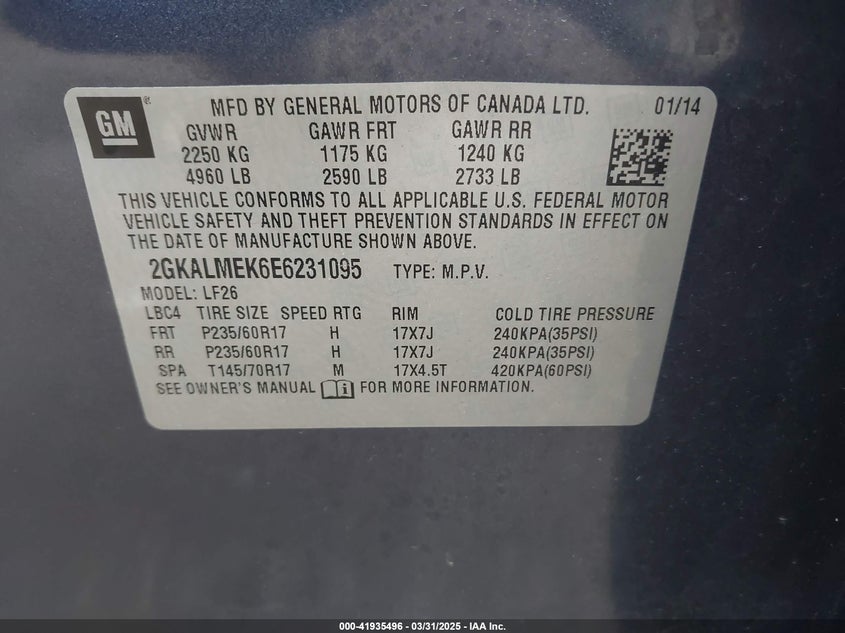 GM
MFD BY GENERAL MOTORS OF CANADA LTD. 01/14
GVWR GAWR FRT GAWR RR
2250 KG 1175 KG 1240 KG
4960 LB 2590 LB 2733 LB
THIS VEHICLE CONFORMS TO ALL APPLICABLE U.S. FEDERAL MOTOR
VEHICLE SAFETY AND THEFT PREVENTION STANDARDS IN EFFECT ON
THE DATE OF MANUFACTURE SHOWN ABOVE.
2GKALMEK6E6231095 TYPE: M.P.V.
MODEL: LF26
LBC4 TIRE SIZE SPEED RTG RIM COLD TIRE PRESSURE
FRT P235/60R17 H 17X7J 240KPA(35PSI)
RR P235/60R17 H 17X7J 240KPA(35PSI)
SPA T145/70R17 M 17X4.5T 420KPA(60PSI)
SEE OWNER'S MANUAL FOR MORE INFORMATION.
000-41935496 - 03/31/2025 - IAA Inc.